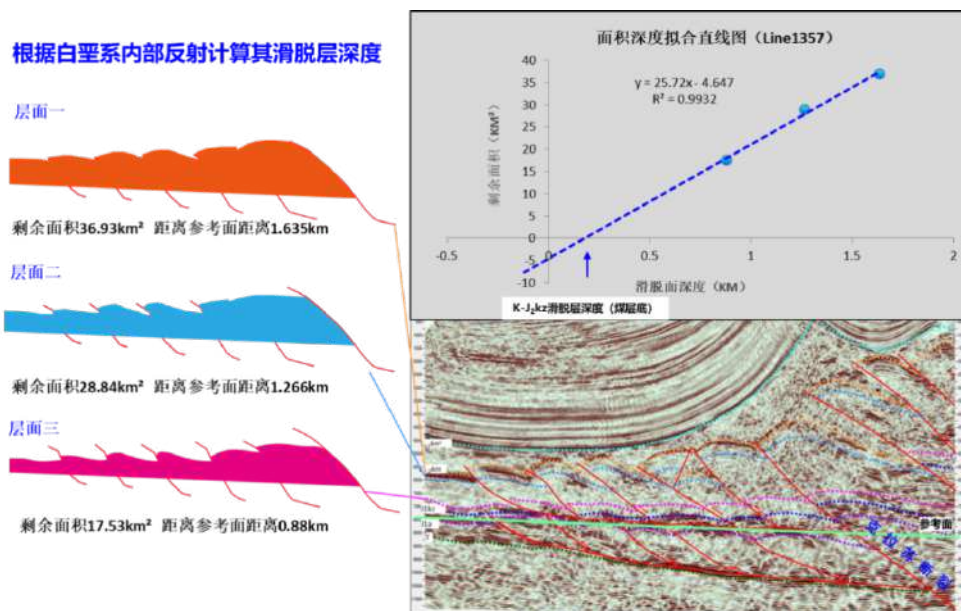 根据白垩系内部反射计算其滑脱层深度
层面一
剩余面积36.93km² 距离参考面距离1.635km
层面二
剩余面积28.84km² 距离参考面距离1.266km
层面三
剩余面积17.53km² 距离参考面距离0.88km
面积深度拟合直线图（Line1357）
y = 25.72x - 4.647
R² = 0.9932
剩余面积（KM²）
40
35
30
25
20
15
10
5
0
-5
-10
-0.5
0
0.5
1
1.5
2
滑脱面深度（KM）
K-J₂kz滑脱层深度（煤层底）
参考面